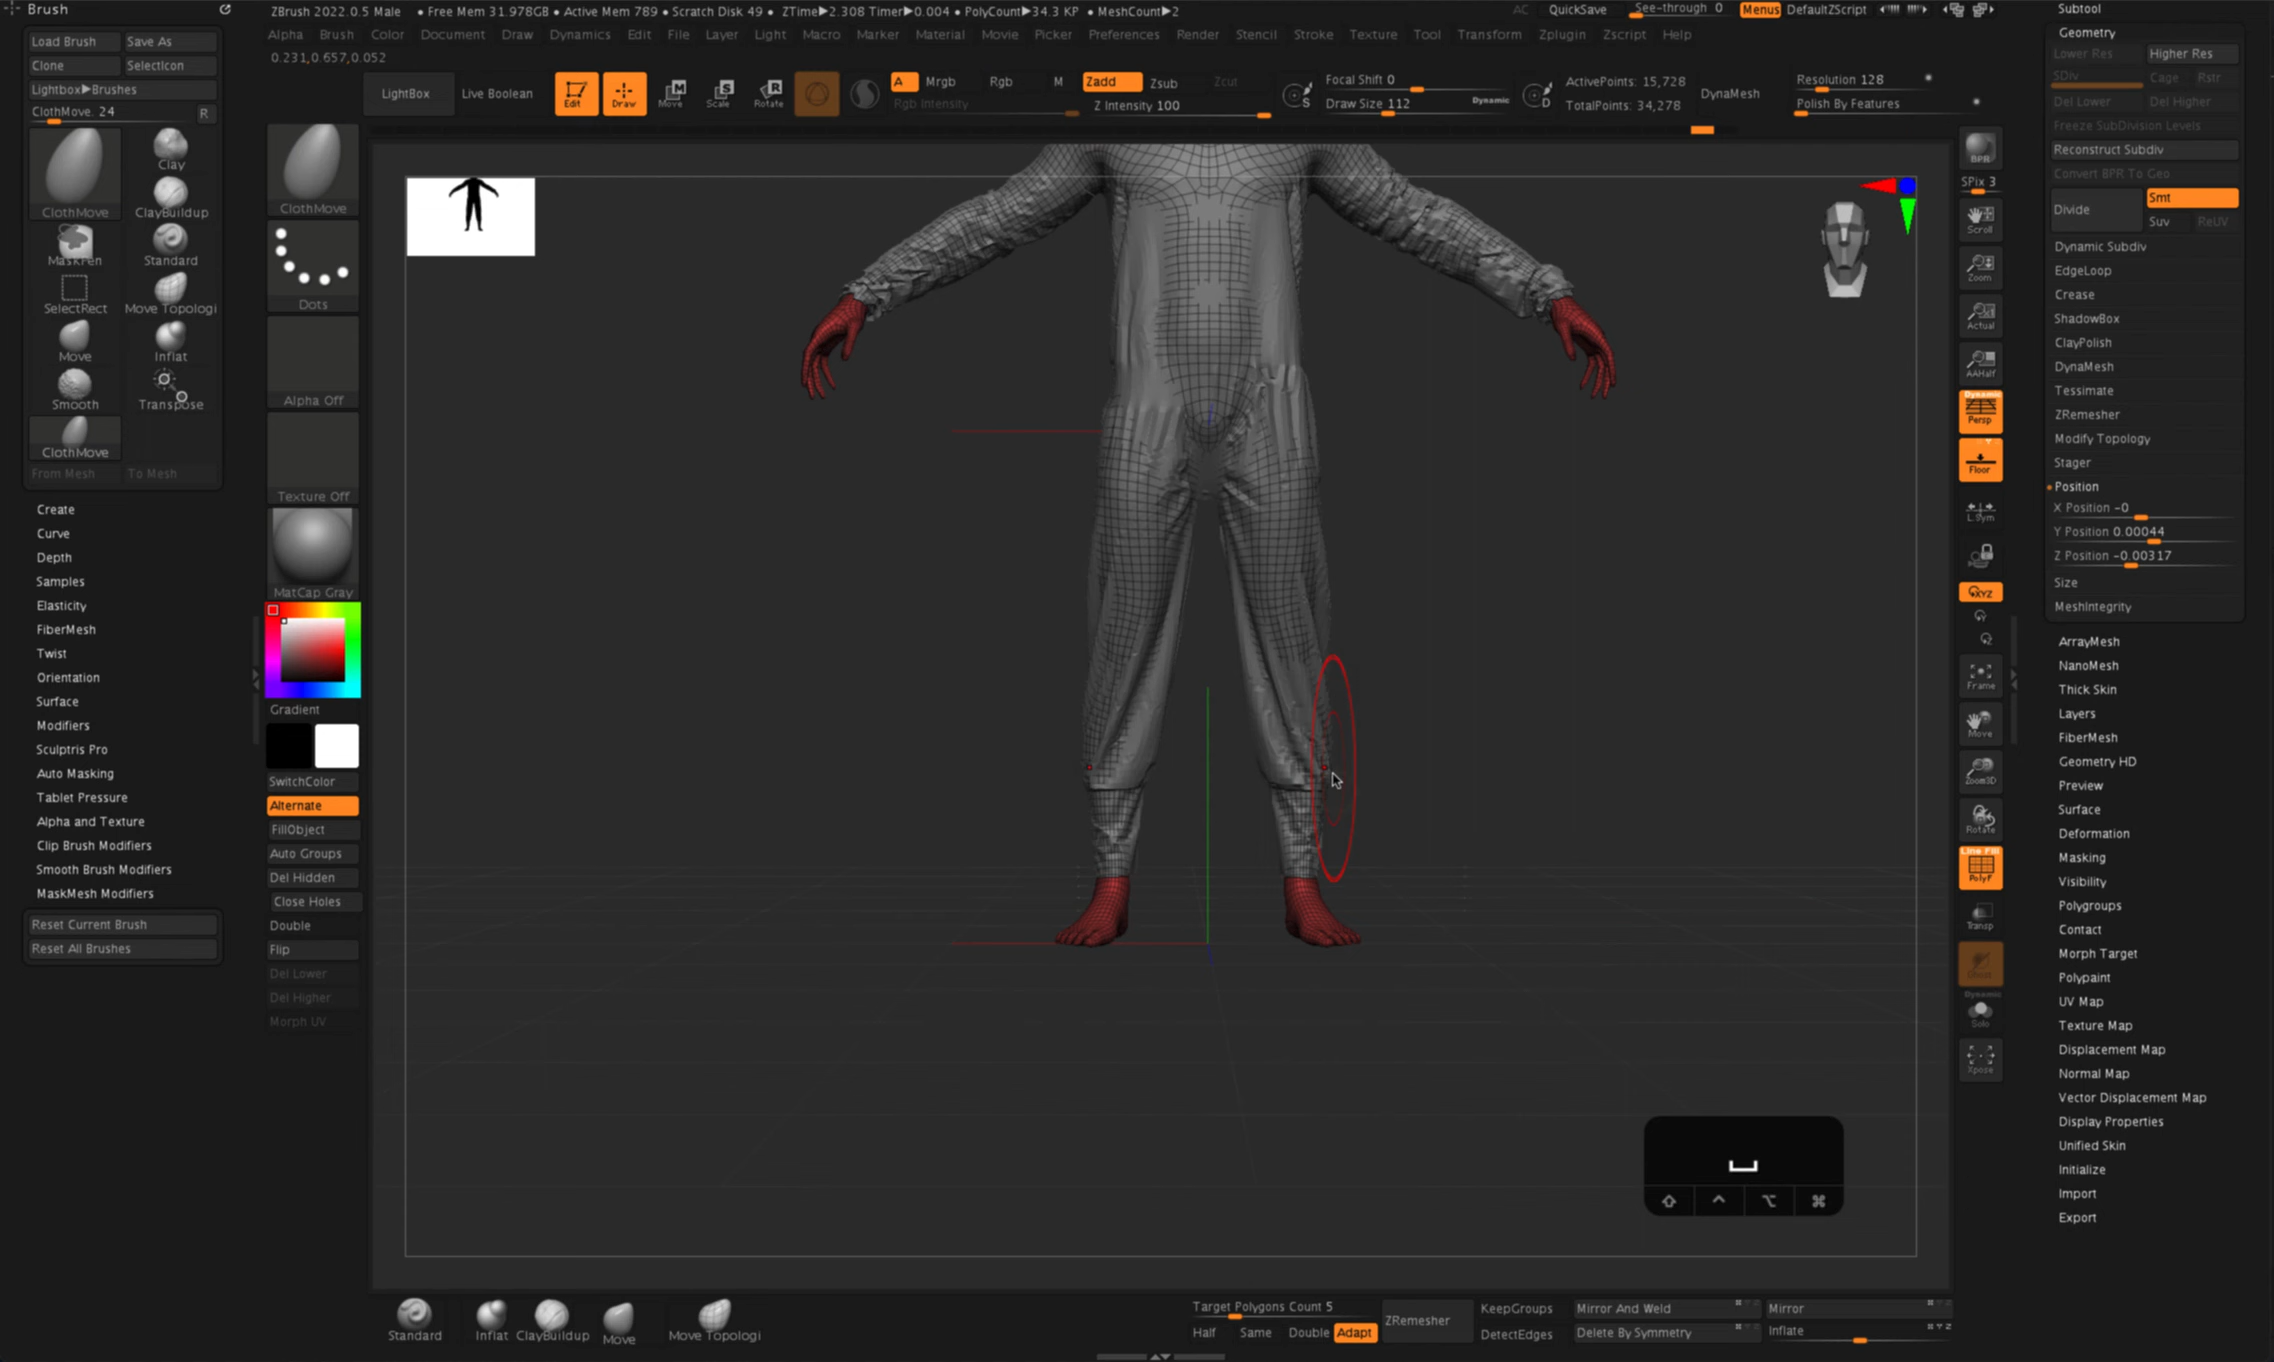 Brush
ZBrush 2022.0.5 Male • Free Mem 31.978GB • Active Mem 789 • Scratch Disk 49 • ZTime▶2.308 Timer▶0.004 • PolyCount▶34.3 KP • MeshCount▶2
AC QuickSave See-through 0 Menus DefaultZScript
Alpha Brush Color Document Draw Dynamics Edit File Layer Light Macro Marker Material Movie Picker Preferences Render Stencil Stroke Texture Tool Transform Zplugin Zscript Help
0.231,0.657,0.052
Load Brush Save As
Clone SelectIcon
Lightbox▶Brushes
ClothMove. 24 R
ClothMove
Clay
ClayBuildup
MaskPen
Standard
SelectRect
Move Topologi
Move
Inflat
Smooth
Transpose
ClothMove
From Mesh To Mesh
Create
Curve
Depth
Samples
Elasticity
FiberMesh
Twist
Orientation
Surface
Modifiers
Sculptris Pro
Auto Masking
Tablet Pressure
Alpha and Texture
Clip Brush Modifiers
Smooth Brush Modifiers
MaskMesh Modifiers
Reset Current Brush
Reset All Brushes
ClothMove
Dots
Alpha Off
Texture Off
MatCap Gray
Gradient
SwitchColor
Alternate
FillObject
Auto Groups
Del Hidden
Close Holes
Double
Flip
Del Lower
Del Higher
Morph UV
LightBox
Live Boolean
Edit
Draw
Move
Scale
Rotate
A Mrgb Rgb M
Rgb Intensity
Zadd Zsub Zcut
Z Intensity 100
S
Focal Shift 0
Draw Size 112 Dynamic
D
ActivePoints: 15,728
TotalPoints: 34,278
DynaMesh
Resolution 128
Polish By Features
BPR
SPix 3
Scroll
Zoom
Actual
AAHalf
Dynamic
Persp
Floor
L.Sym
XYZ
Frame
Move
Zoom3D
Rotate
Line Fill
PolyF
Transp
Ghost
Dynamic
Solo
Xpose
Subtool
Geometry
Lower Res Higher Res
SDiv Cage Rstr
Del Lower Del Higher
Freeze SubDivision Levels
Reconstruct Subdiv
Convert BPR To Geo
Divide
Smt
Suv ReUV
Dynamic Subdiv
EdgeLoop
Crease
ShadowBox
ClayPolish
DynaMesh
Tessimate
ZRemesher
Modify Topology
Stager
Position
X Position -0
Y Position 0.00044
Z Position -0.00317
Size
MeshIntegrity
ArrayMesh
NanoMesh
Thick Skin
Layers
FiberMesh
Geometry HD
Preview
Surface
Deformation
Masking
Visibility
Polygroups
Contact
Morph Target
Polypaint
UV Map
Texture Map
Displacement Map
Normal Map
Vector Displacement Map
Display Properties
Unified Skin
Initialize
Import
Export
Standard
Inflat
ClayBuildup
Move
Move Topologi
Target Polygons Count 5
Half Same Double Adapt
ZRemesher
KeepGroups
DetectEdges
Mirror And Weld
Delete By Symmetry
Mirror
Inflate